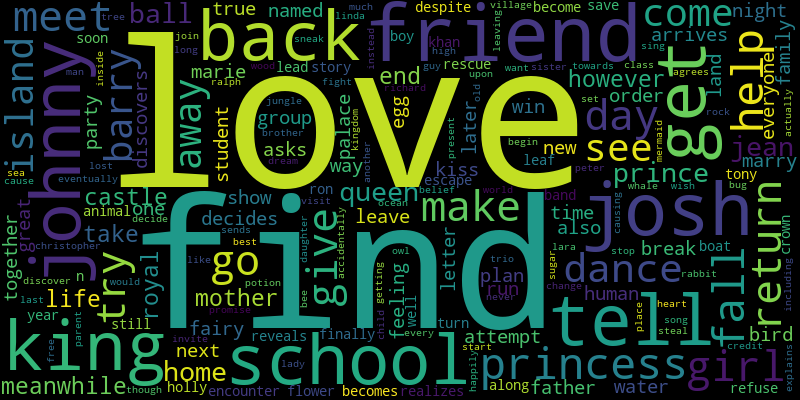 love
find
friend
back
king
school
josh
tell
johnny
princess
get
meet
come
help
return
fall
girl
island
barry
ball
away
named
true
marie
lead
story
group
asks
student
party
discovers
soon
inside
man
long
join
tree
arrives
night
despite
become
village
save
boy
khan
rescue
guy
high
leaving
linda
sneak
much
instead
wood
ralph
jungle
brother
dream
fight
richard
sister
upon
want
towards
class
agrees
sing
old
set
rock
actually
end
egg
palace
kingdom
another
present
later
kiss
escape
win
begin
leaf
new
however
order
land
everyone
family
day
see
mermaid
jean
marry
prince
peter
tony
bug
whale
wish
belief
band
world
time
also
break
boat
causing
stop
lara
dance
human
place
heart
song
steal
change
sugar
bird
crown
including
explains
credit
rabbit
refuse
water
father
along
happily
start
attempt
plan
run
never
trio
letter
owl
ocean
make
queen
way
ron
visit
show
decides
leave
give
accidentally
feeling
well
getting
child
every
turn
finally
reveals
daughter
bee
potion
best
sends
like
go
mother
fairy
promise
invite
lady
becomes
realizes
encounter
flower
holly
home
next
still
royal
would
last
discover
n
try
life
year
parent
free
christopher
together
great
take
castle
animal
one
decide
eventually
cause
sea
lost
meanwhile
though